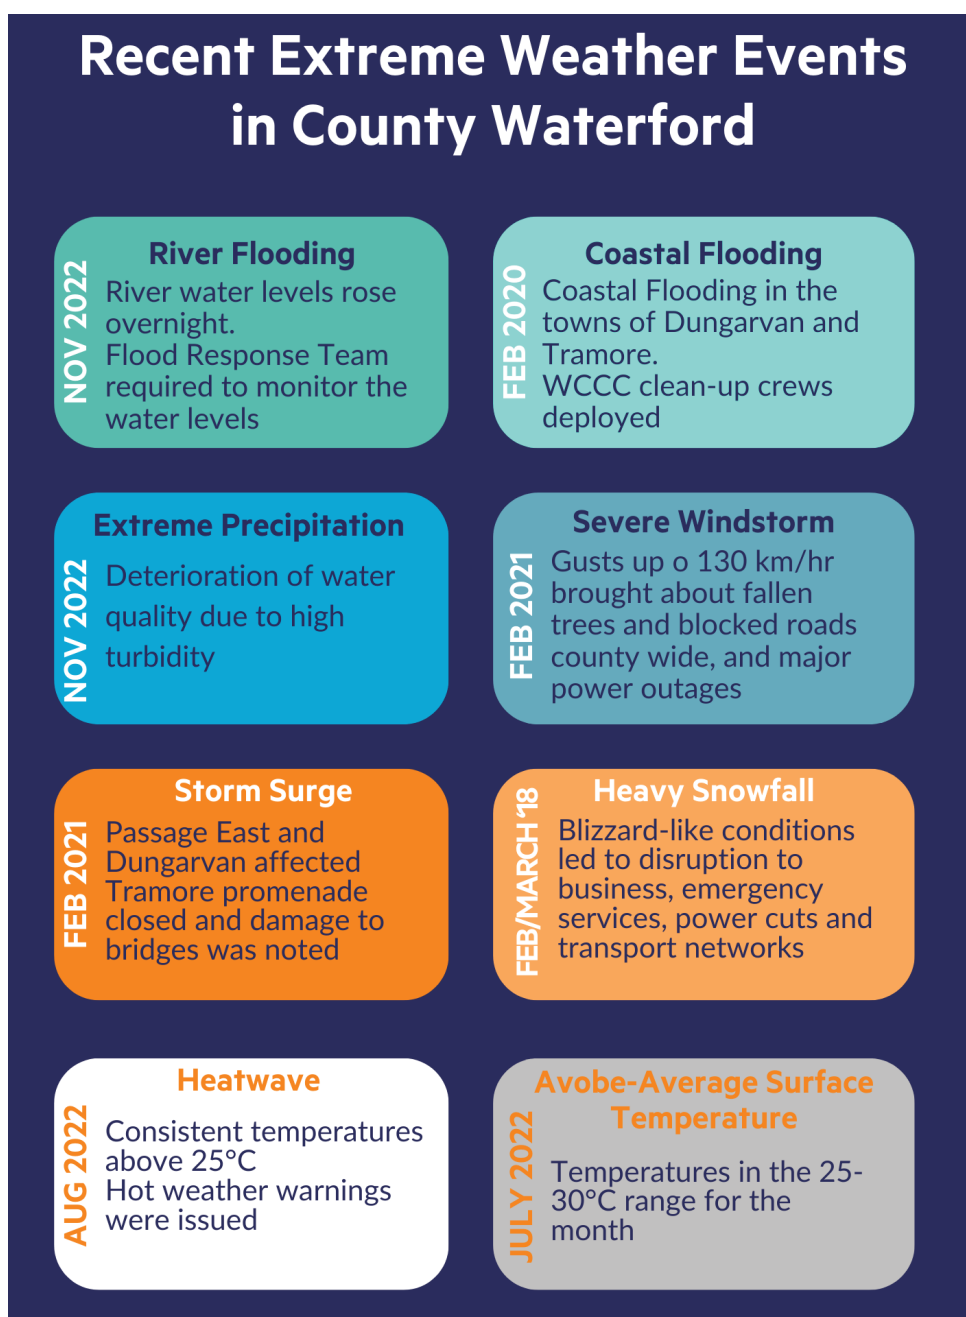 Recent Extreme Weather Events
in County Waterford
NOV 2022
River Flooding
River water levels rose
overnight.
Flood Response Team
required to monitor the
water levels
FEB 2020
Coastal Flooding
Coastal Flooding in the
towns of Dungarvan and
Tramore.
WCCC clean-up crews
deployed
NOV 2022
Extreme Precipitation
Deterioration of water
quality due to high
turbidity
FEB 2021
Severe Windstorm
Gusts up o 130 km/hr
brought about fallen
trees and blocked roads
county wide, and major
power outages
FEB 2021
Storm Surge
Passage East and
Dungarvan affected
Tramore promenade
closed and damage to
bridges was noted
FEB/MARCH '18
Heavy Snowfall
Blizzard-like conditions
led to disruption to
business, emergency
services, power cuts and
transport networks
AUG 2022
Heatwave
Consistent temperatures
above 25°C
Hot weather warnings
were issued
JULY 2022
Avobe-Average Surface
Temperature
Temperatures in the 25-
30°C range for the
month